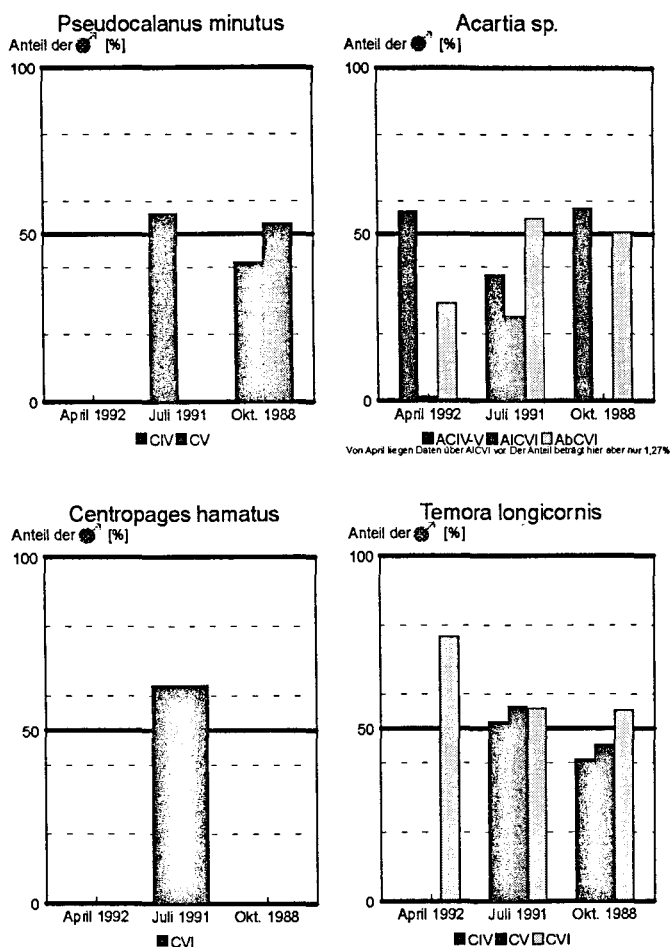 Pseudocalanus minutus
Anteil der ♂ [%]
100
50
0
April 1992 Juli 1991 Okt. 1988
CIV CV
Acartia sp.
Anteil der ♂ [%]
100
50
0
April 1992 Juli 1991 Okt. 1988
ACIV-V AlCVI AbCVI
Von April liegen Daten über AlCVI vor. Der Anteil beträgt hier aber nur 1,27%
Centropages hamatus
Anteil der ♂ [%]
100
50
0
April 1992 Juli 1991 Okt. 1988
CVI
Temora longicornis
Anteil der ♂ [%]
100
50
0
April 1992 Juli 1991 Okt. 1988
CIV CV CVI